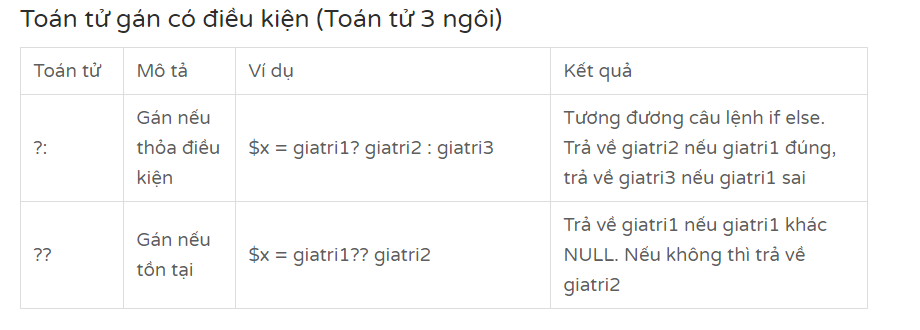 Toán tử gán có điều kiện (Toán tử 3 ngôi)
Toán tử Mô tả Ví dụ Kết quả
?:
Gán nếu
thỏa điều
kiện
$x = giatri1? giatri2 : giatri3
Tương đương câu lệnh if else.
Trả về giatri2 nếu giatri1 đúng,
trả về giatri3 nếu giatri1 sai
??
Gán nếu
tồn tại
$x = giatri1?? giatri2
Trả về giatri1 nếu giatri1 khác
NULL. Nếu không thì trả về
giatri2